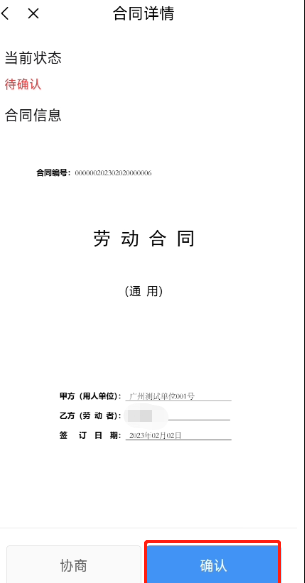 合同详情
当前状态
待确认
合同信息
合同编号：000000202302020000006
劳 动 合 同
(通 用)
甲方（用人单位）：广州测试单位001号
乙方（劳 动 者）：
签 订 日 期：2023年02月02日
协商
确认